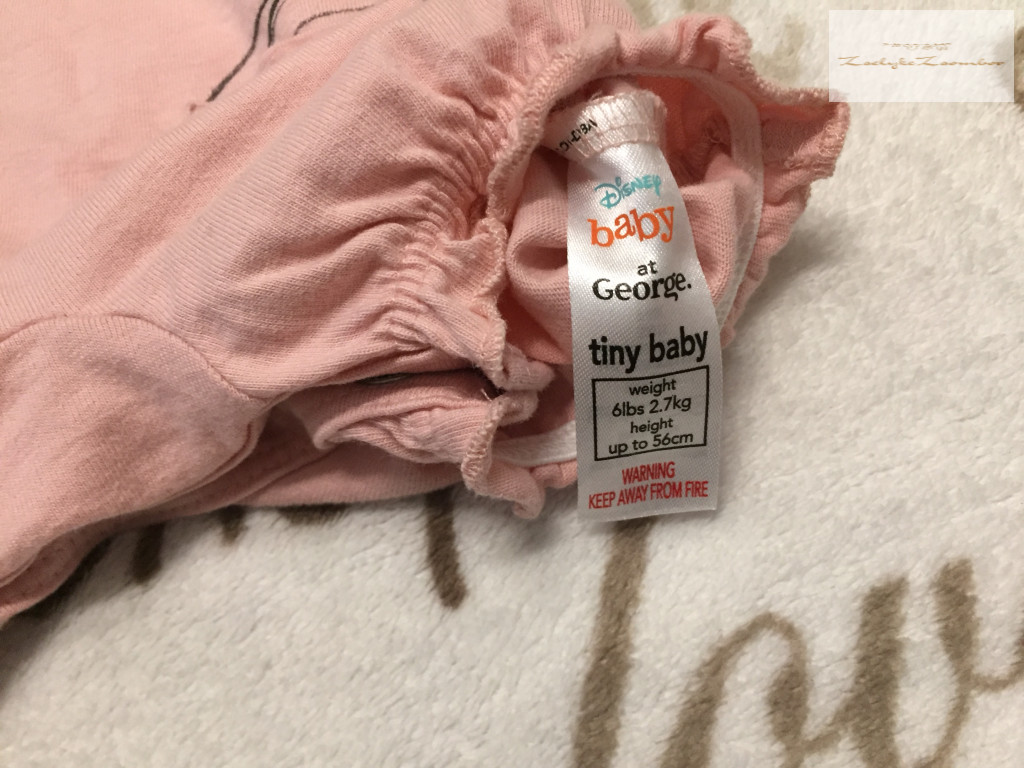 Disney
baby
at
George.
tiny baby
weight
6lbs 2.7kg
height
up to 56cm
WARNING
KEEP AWAY FROM FIRE